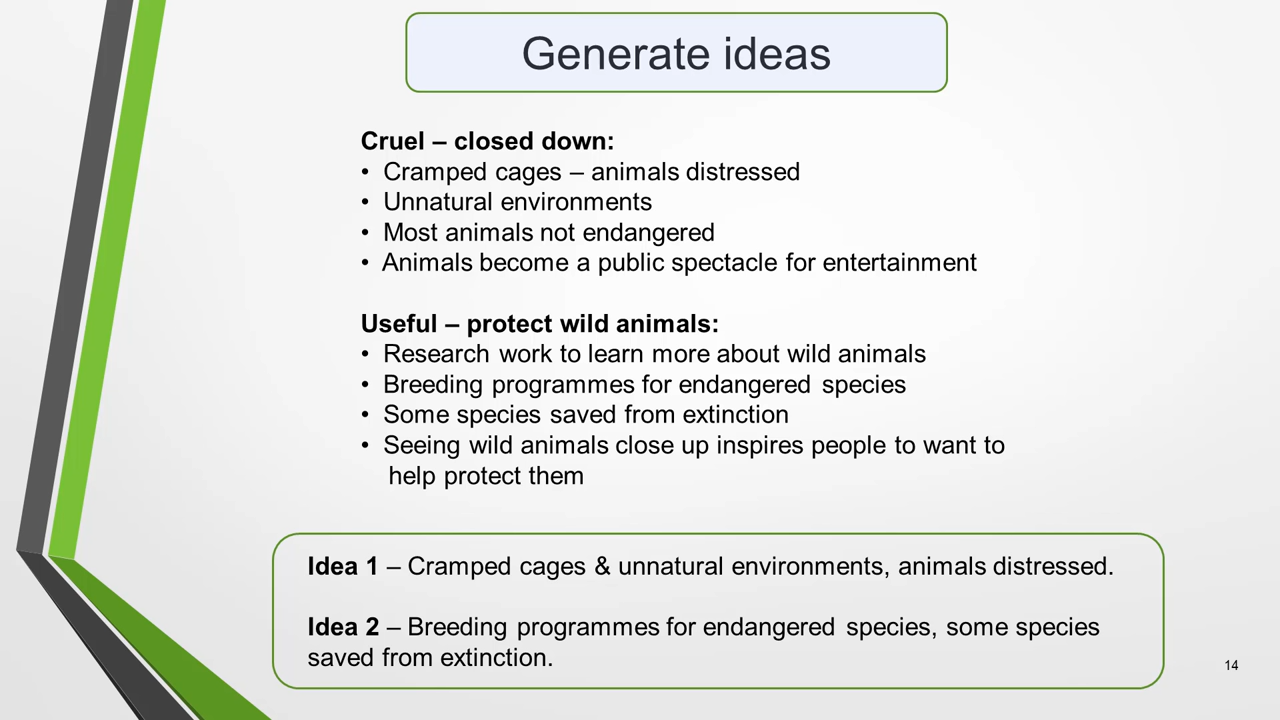 Generate ideas
Cruel – closed down:
• Cramped cages – animals distressed
• Unnatural environments
• Most animals not endangered
• Animals become a public spectacle for entertainment
Useful – protect wild animals:
• Research work to learn more about wild animals
• Breeding programmes for endangered species
• Some species saved from extinction
• Seeing wild animals close up inspires people to want to
help protect them
Idea 1 – Cramped cages & unnatural environments, animals distressed.
Idea 2 – Breeding programmes for endangered species, some species
saved from extinction.
14